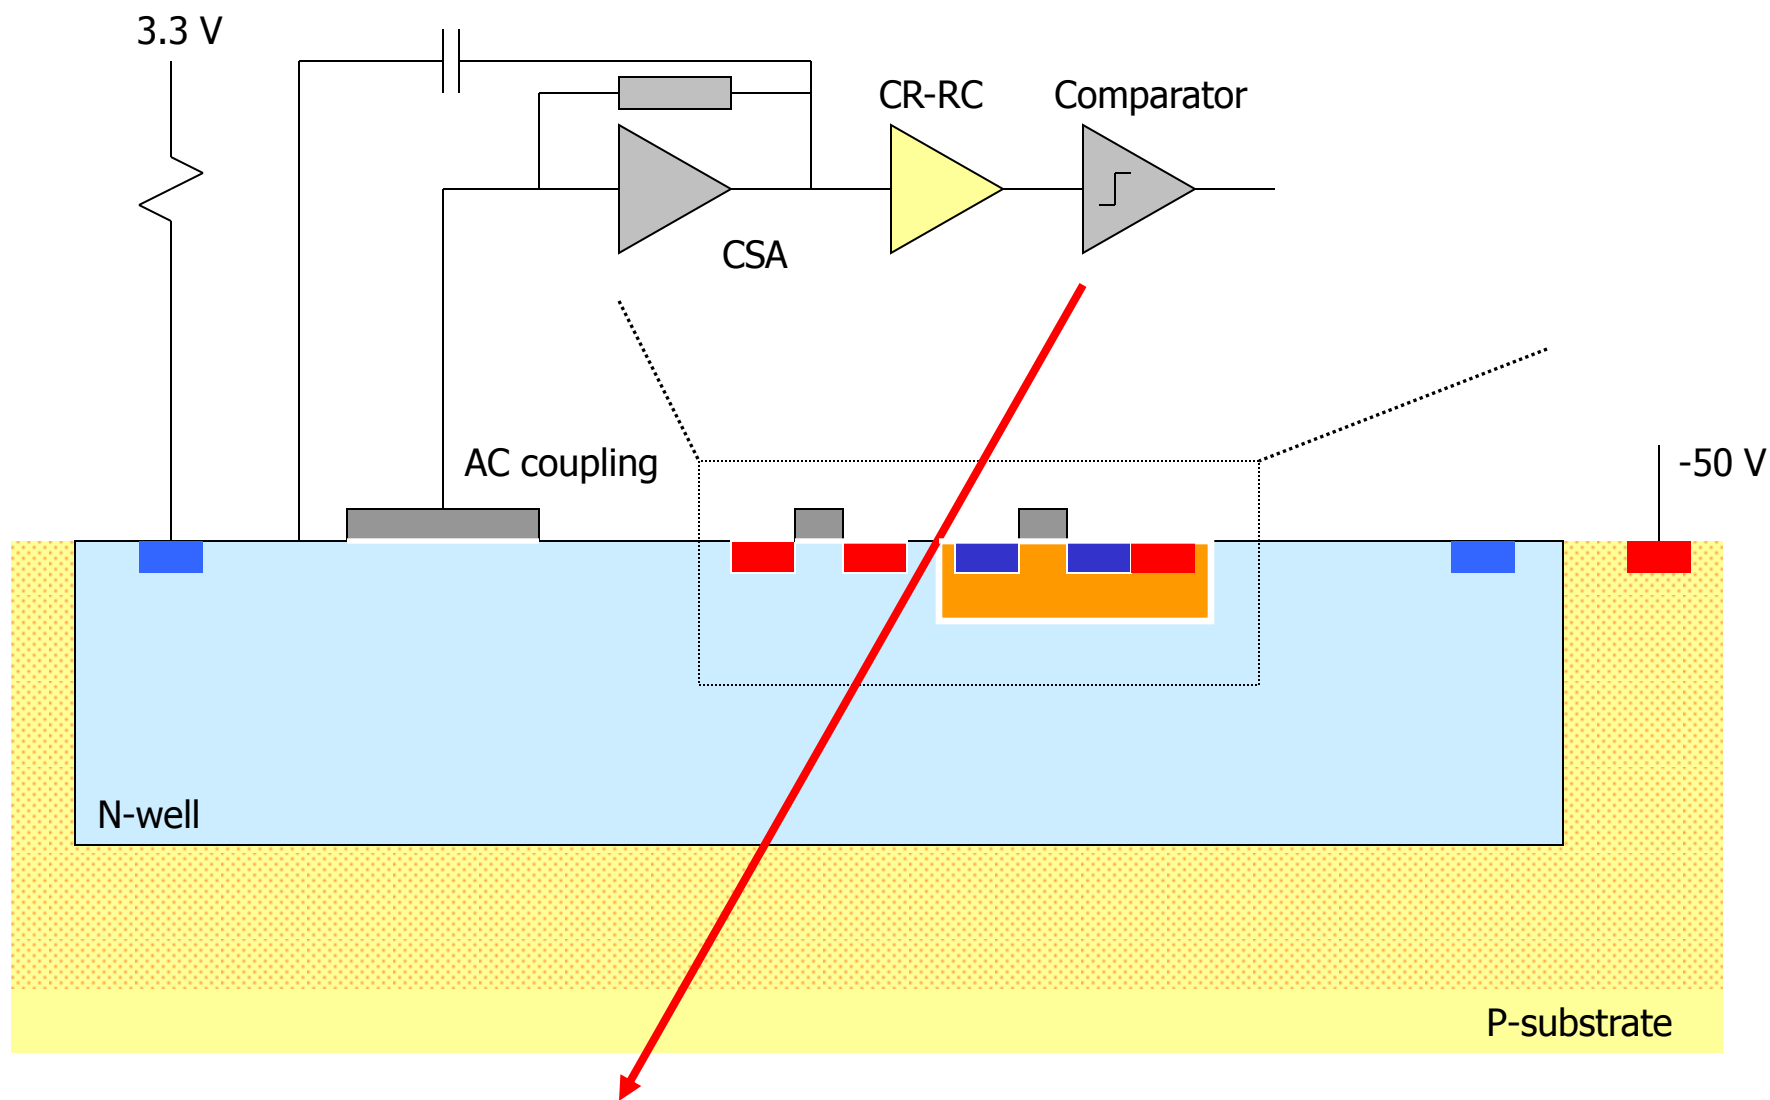 3.3 V
CR-RC
Comparator
CSA
AC coupling
-50 V
N-well
P-substrate